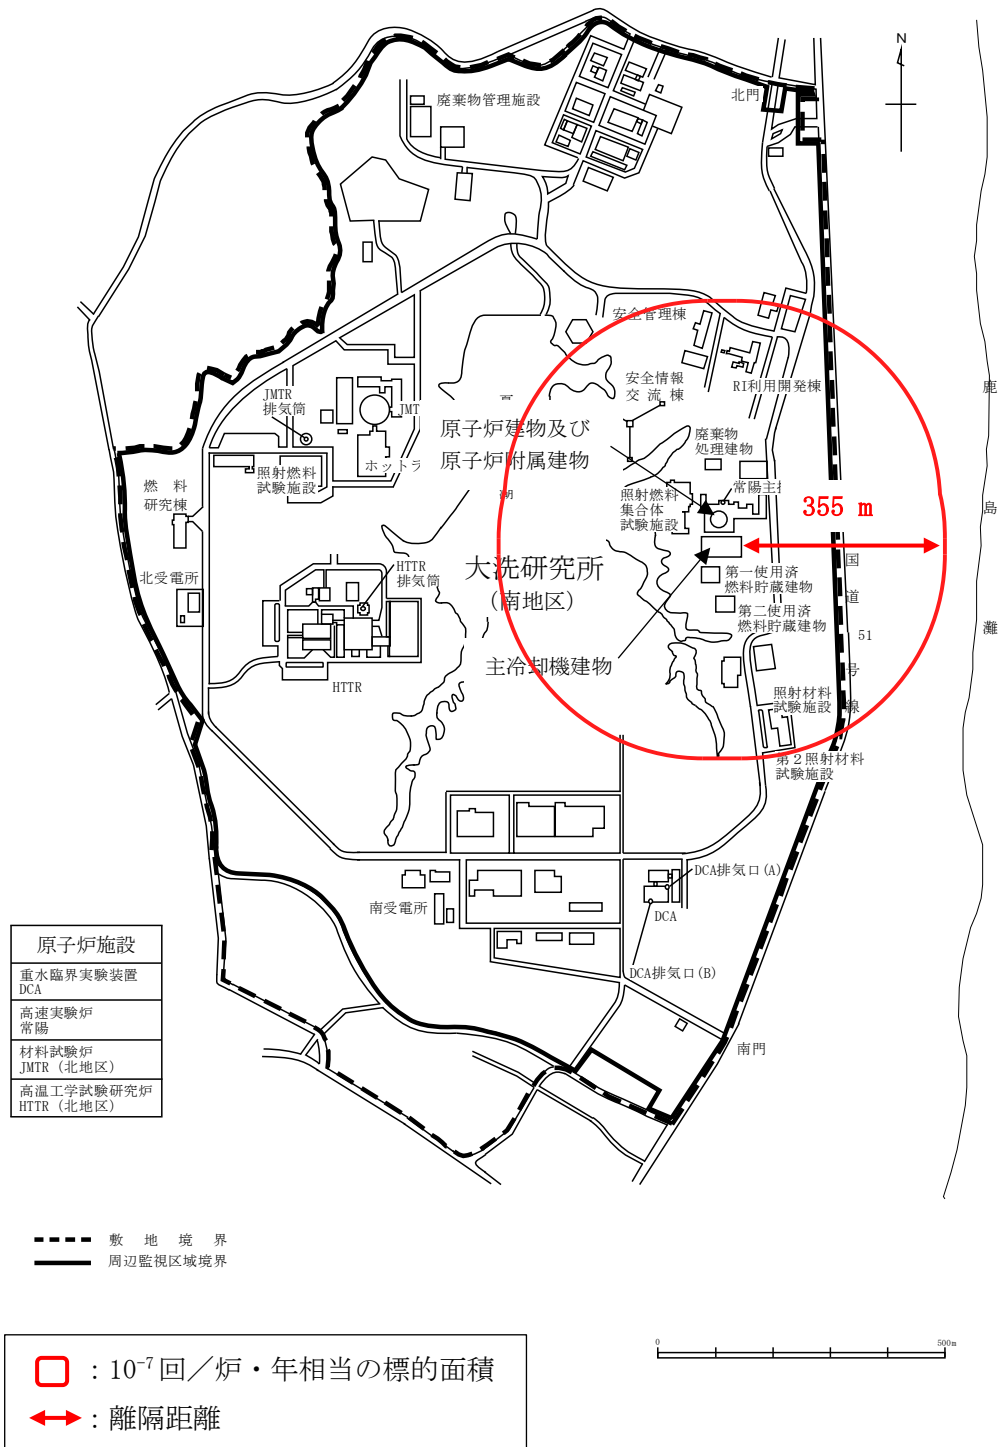 N
北門
廃棄物管理施設
安全管理棟
RI利用開発棟
安全情報
交 流 棟
鹿
JMTR
排気筒
JMT
原子炉建物及び
原子炉附属建物
廃棄物
処理建物
ホットラ
照射燃料
試験施設
燃 料
研究棟
湖
常陽主排
照射燃料
集合体
試験施設
355 m
島
大洗研究所
(南地区)
HTTR
排気筒
北受電所
国
第一使用済
燃料貯蔵建物
道
第二使用済
燃料貯蔵建物
51
灘
主冷却機建物
号
HTTR
照射材料
試験施設
線
第２照射材料
試験施設
DCA排気口(A)
南受電所
DCA
DCA排気口(B)
原子炉施設
重水臨界実験装置
DCA
高速実験炉
常陽
材料試験炉
JMTR（北地区）
高温工学試験研究炉
HTTR（北地区）
南門
敷 地 境 界
周辺監視区域境界
0 500m
：10⁻⁷回／炉・年相当の標的面積
：離隔距離